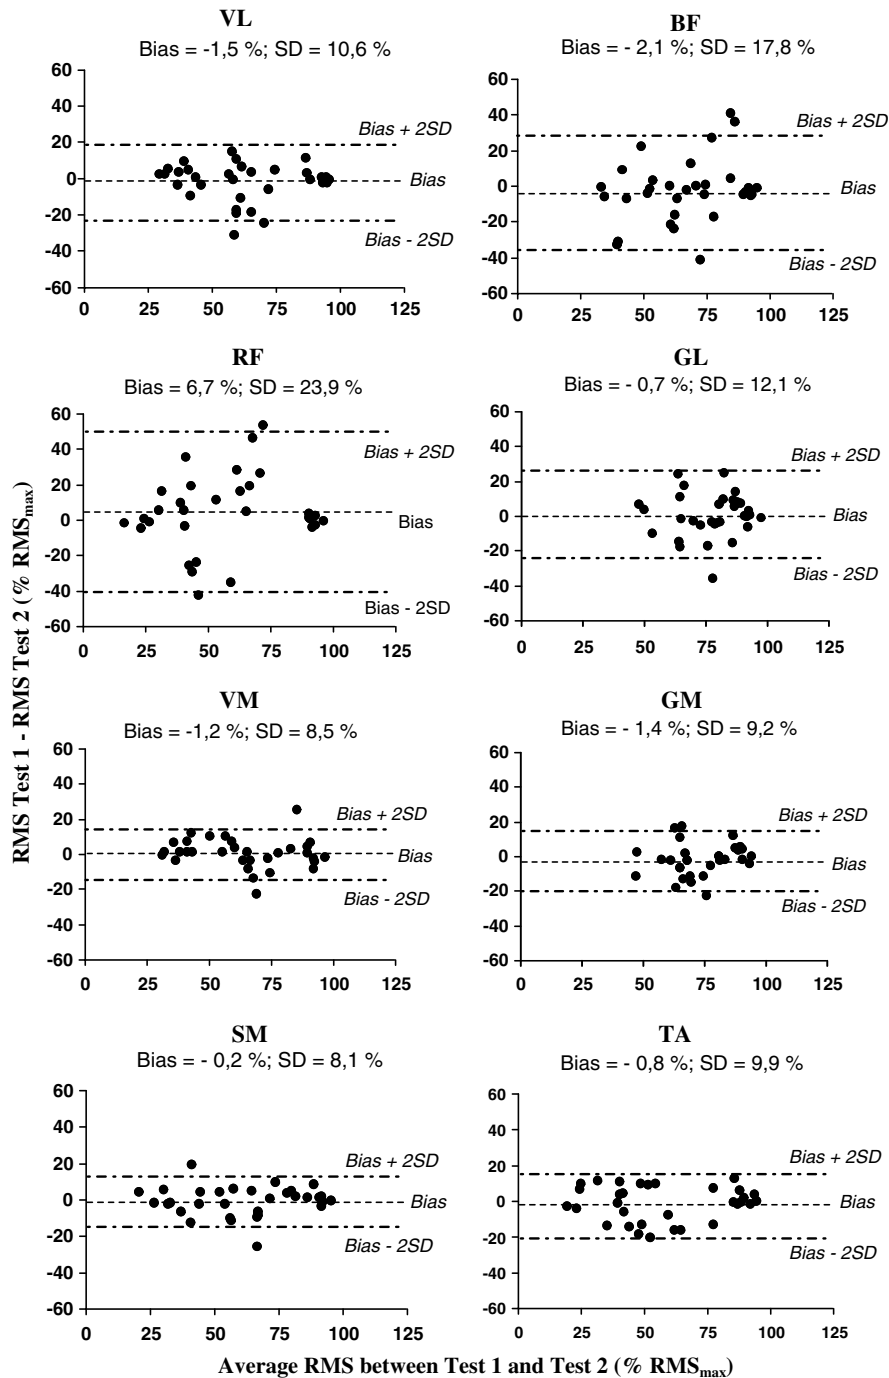 VL
Bias = -1,5 %; SD = 10,6 %
60
40
20
0
-20
-40
-60
0 25 50 75 100 125
Bias + 2SD
Bias
Bias - 2SD
BF
Bias = - 2,1 %; SD = 17,8 %
60
40
20
0
-20
-40
-60
0 25 50 75 100 125
Bias + 2SD
Bias
Bias - 2SD
RF
Bias = 6,7 %; SD = 23,9 %
60
40
20
0
-20
-40
-60
0 25 50 75 100 125
Bias + 2SD
Bias
Bias - 2SD
GL
Bias = - 0,7 %; SD = 12,1 %
60
40
20
0
-20
-40
-60
0 25 50 75 100 125
Bias + 2SD
Bias
Bias - 2SD
VM
Bias = -1,2 %; SD = 8,5 %
60
40
20
0
-20
-40
-60
0 25 50 75 100 125
Bias + 2SD
Bias
Bias - 2SD
GM
Bias = - 1,4 %; SD = 9,2 %
60
40
20
0
-20
-40
-60
0 25 50 75 100 125
Bias + 2SD
Bias
Bias - 2SD
SM
Bias = - 0,2 %; SD = 8,1 %
60
40
20
0
-20
-40
-60
0 25 50 75 100 125
Bias + 2SD
Bias
Bias - 2SD
TA
Bias = - 0,8 %; SD = 9,9 %
60
40
20
0
-20
-40
-60
0 25 50 75 100 125
Bias + 2SD
Bias
Bias - 2SD
RMS Test 1 - RMS Test 2 (% RMSmax)
Average RMS between Test 1 and Test 2 (% RMSmax)